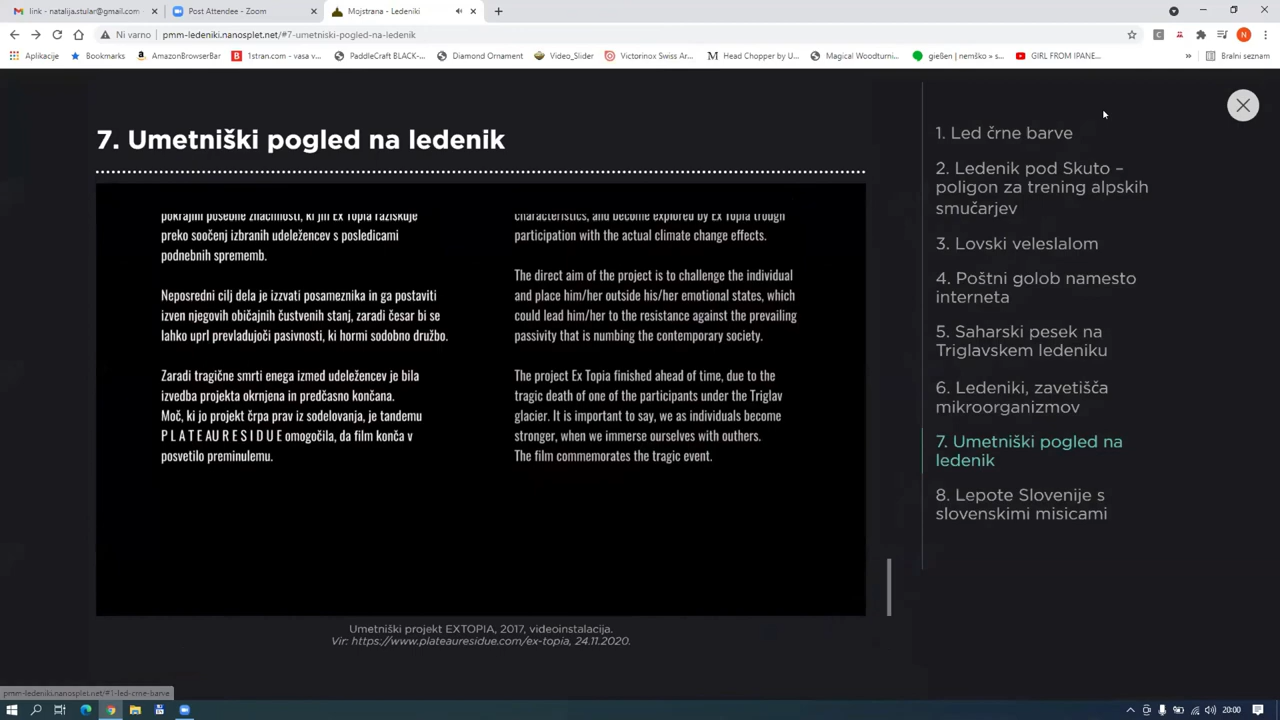 link - natalija.stular@gmail.com
Post Attendee - Zoom
Mojstrana - Ledeniki
Ni varno
pmm-ledeniki.nanosplet.net/#7-umetniski-pogled-na-ledenik
Aplikacije
Bookmarks
AmazonBrowserBar
1stran.com - vasa v...
PaddleCraft BLACK-...
Diamond Ornament
Video_Slider
Victorinox Swiss Ar...
Head Chopper by U...
Magical Woodturni...
gießen | nemško » s...
GIRL FROM IPANE...
»
Bralni seznam
7. Umetniški pogled na ledenik
pokrajini posebne značilnosti, ki jih Ex Topia raziskuje
preko soočenj izbranih udeležencev s posledicami
podnebnih sprememb.
Neposredni cilj dela je izzvati posameznika in ga postaviti
izven njegovih običajnih čustvenih stanj, zaradi česar bi se
lahko uprl prevladujoči pasivnosti, ki hormi sodobno družbo.
Zaradi tragične smrti enega izmed udeležencev je bila
izvedba projekta okrnjena in predčasno končana.
Moč, ki jo projekt črpa prav iz sodelovanja, je tandemu
P L A T E AU R E S I D U E omogočila, da film konča v
posvetilo preminulemu.
characteristics, and become explored by Ex Topia trough
participation with the actual climate change effects.
The direct aim of the project is to challenge the individual
and place him/her outside his/her emotional states, which
could lead him/her to the resistance against the prevailing
passivity that is numbing the contemporary society.
The project Ex Topia finished ahead of time, due to the
tragic death of one of the participants under the Triglav
glacier. It is important to say, we as individuals become
stronger, when we immerse ourselves with outhers.
The film commemorates the tragic event.
Umetniški projekt EXTOPIA, 2017, videoinstalacija.
Vir: https://www.plateauresidue.com/ex-topia, 24.11.2020.
1. Led črne barve
2. Ledenik pod Skuto –
poligon za trening alpskih
smučarjev
3. Lovski veleslalom
4. Poštni golob namesto
interneta
5. Saharski pesek na
Triglavskem ledeniku
6. Ledeniki, zavetišča
mikroorganizmov
7. Umetniški pogled na
ledenik
8. Lepote Slovenije s
slovenskimi misicami
pmm-ledeniki.nanosplet.net/#1-led-crne-barve
20:00